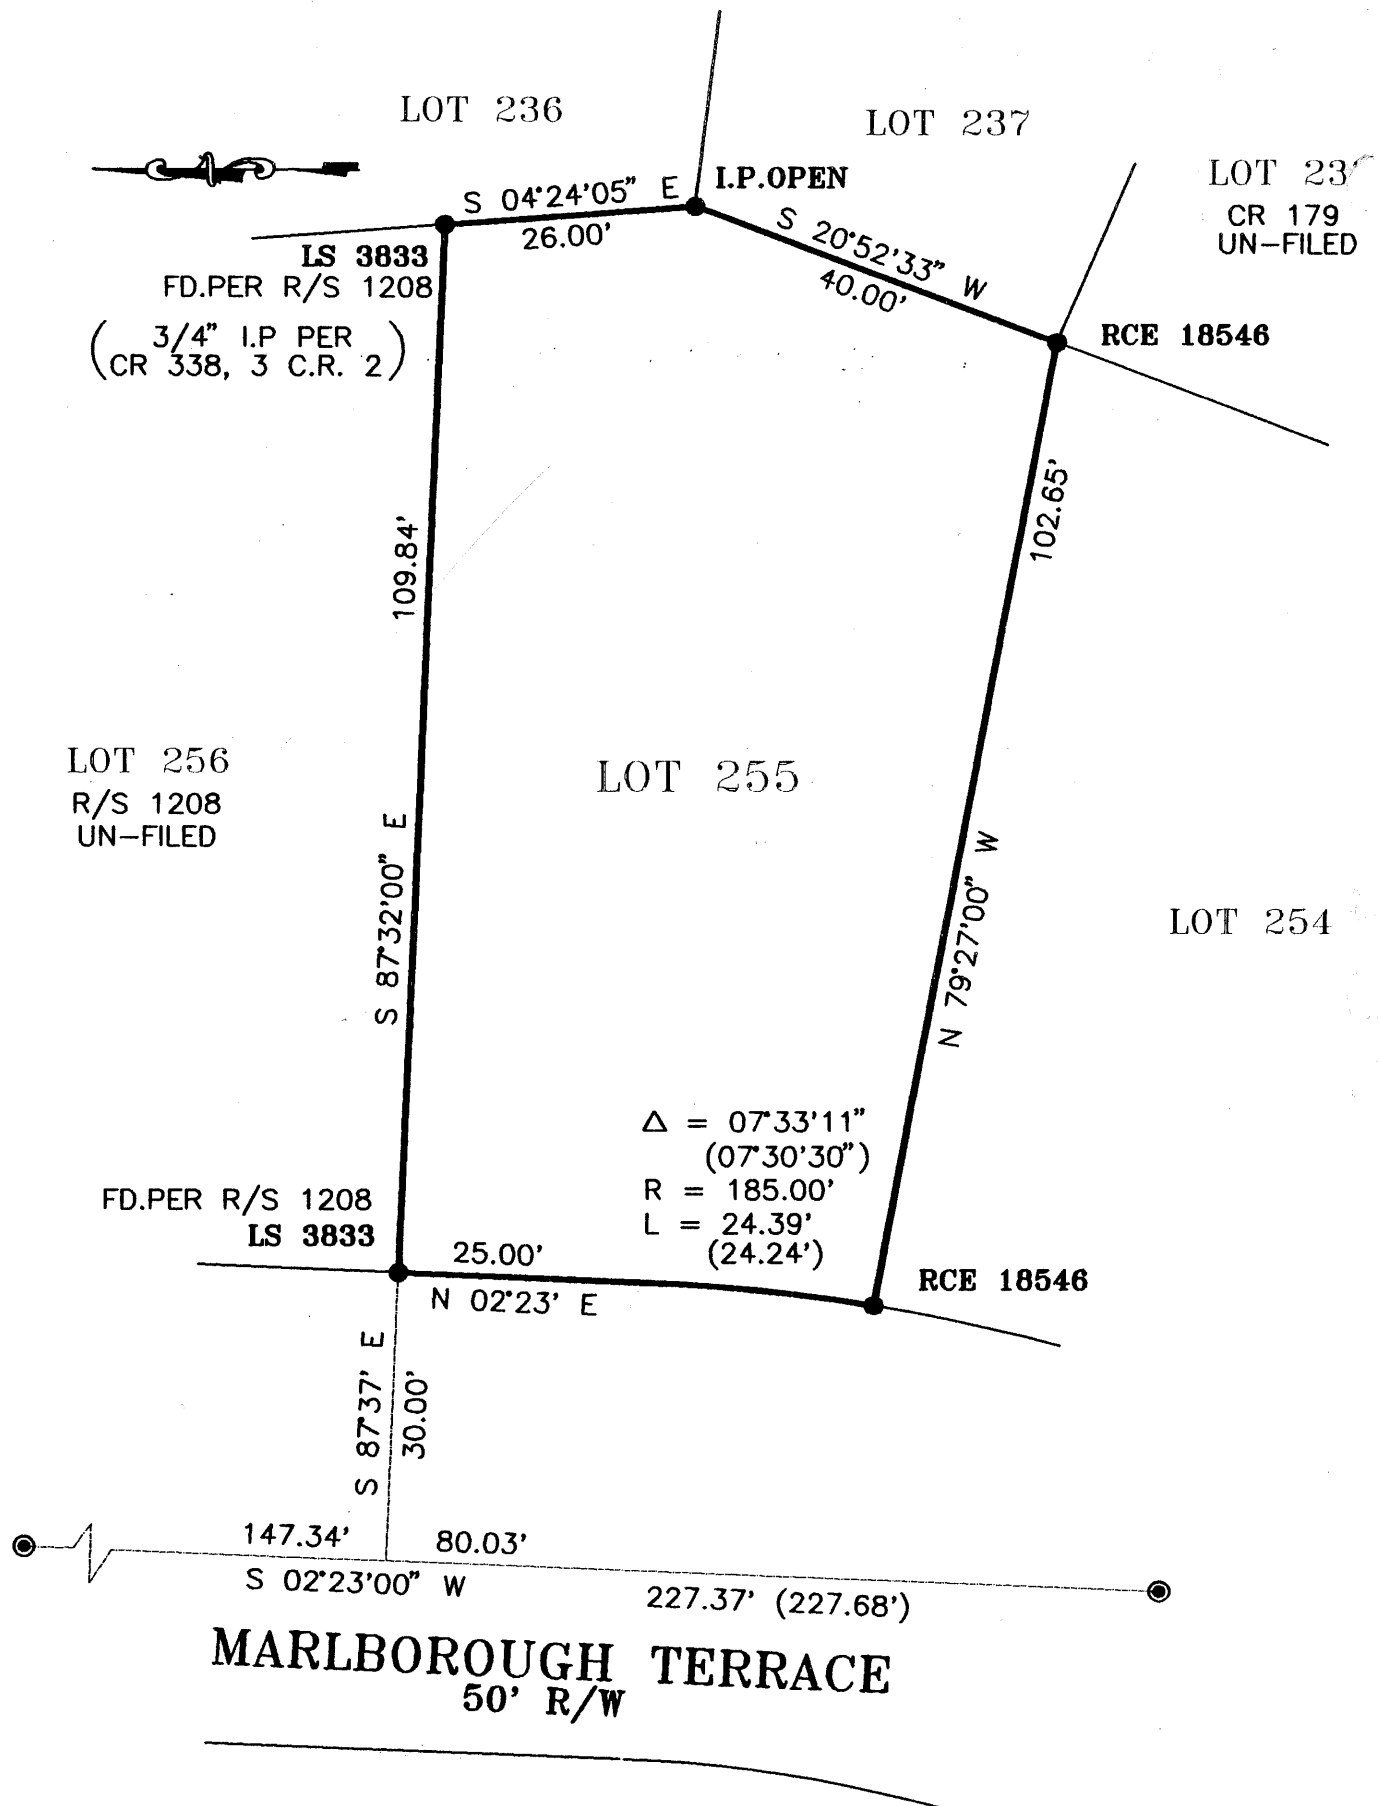 LOT 236
LOT 237
LOT 23
CR 179
UN-FILED
I.P.OPEN
S 04°24'05" E
26.00'
S 20°52'33" W
40.00'
LS 3833
FD.PER R/S 1208
(3/4" I.P PER
CR 338, 3 C.R. 2)
RCE 18546
109.84'
S 87°32'00" E
102.65'
N 79°27'00" W
LOT 256
R/S 1208
UN-FILED
LOT 255
LOT 254
Δ = 07°33'11"
(07°30'30")
R = 185.00'
L = 24.39'
(24.24')
FD.PER R/S 1208
LS 3833
25.00'
N 02°23' E
RCE 18546
S 87°37' E
30.00'
147.34'
80.03'
S 02°23'00" W
227.37' (227.68')
MARLBOROUGH TERRACE
50' R/W